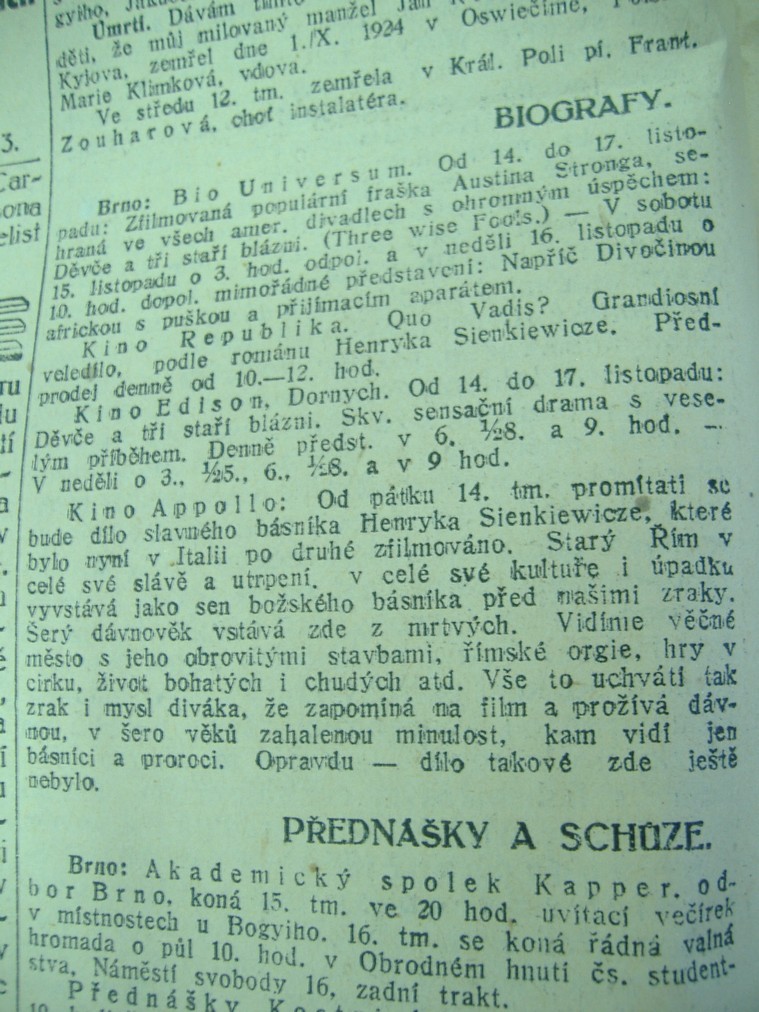 Úmrtí. Dávám
děti, že můj milovaný manžel Jan
Kylova, zemřel dne 1./X. 1924 v Oswiečime,
Marie Klimková, vdova.
Ve středu 12. tm. zemřela v Král. Poli pí. Frant.
Zouharová, choť instalatéra.
BIOGRAFY.
Brno: Bio Universum. Od 14. do 17. listo-
padu: Zfilmovaná populární fraška Austina Stronga, se-
hraná ve všech amer. divadlech s ohromným úspěchem:
Děvče a tři staří blázni. (Three wise Fools.) — V sobotu
15. listopadu o 3. hod. odpol. a v neděli 16. listopadu o
10. hod. dopol. mimořádné představení: Napříč Divočinou
africkou s puškou a přijímacím aparátem.
Kino Republika. Quo Vadis? Grandiosní
veledílo, podle románu Henryka Sienkiewicze. Před-
prodej denně od 10.—12. hod.
Kino Edison, Dornych. Od 14. do 17. listopadu:
Děvče a tři staří blázni. Skv. sensační drama s vese-
lým příběhem. Denně předst. v 6. ½8. a 9. hod. —
V neděli o 3., ½5., 6., ½8. a v 9 hod.
Kino Appollo: Od pátku 14. tm. promítati se
bude dílo slavného básníka Henryka Sienkiewicze, které
bylo nyní v Italii po druhé zfilmováno. Starý Řím v
celé své slávě a utrpení, v celé své kultuře i úpadku
vyvstává jako sen božského básníka před našimi zraky.
Šerý dávnověk vstává zde z mrtvých. Vidíme věčné
město s jeho obrovitými stavbami, římské orgie, hry v
cirku, život bohatých i chudých atd. Vše to uchvátí tak
zrak i mysl diváka, že zapomíná na film a prožívá dáv-
nou, v šero věků zahalenou minulost, kam vidí jen
básníci a proroci. Opravdu — dílo takové zde ještě
nebylo.
PŘEDNÁŠKY A SCHŮZE.
Brno: Akademický spolek Kapper, od-
bor Brno, koná 15. tm. ve 20 hod. uvítací večírek
v místnostech u Bogyiho. 16. tm. se koná řádná valná
hromada o půl 10. hod. v Obrodném hnutí čs. student-
stva, Náměstí svobody 16, zadní trakt.
Přednášky